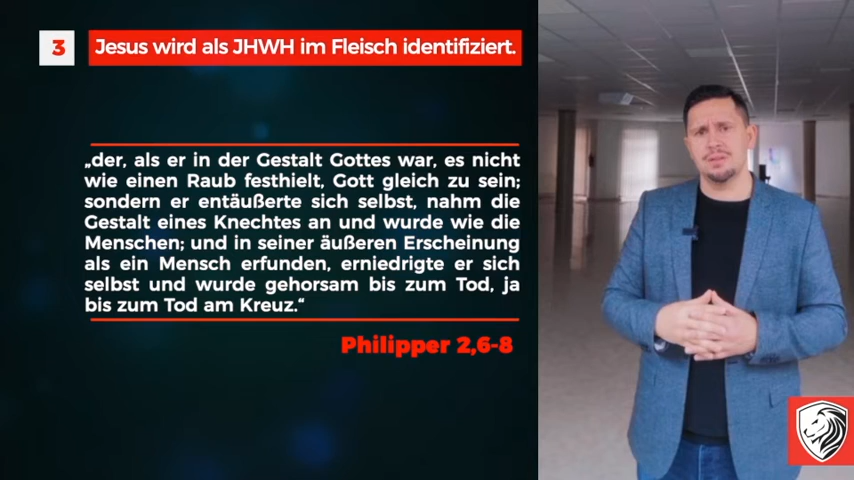 3
Jesus wird als JHWH im Fleisch identifiziert.
„der, als er in der Gestalt Gottes war, es nicht
wie einen Raub festhielt, Gott gleich zu sein;
sondern er entäußerte sich selbst, nahm die
Gestalt eines Knechtes an und wurde wie die
Menschen; und in seiner äußeren Erscheinung
als ein Mensch erfunden, erniedrigte er sich
selbst und wurde gehorsam bis zum Tod, ja
bis zum Tod am Kreuz.“
Philipper 2,6-8